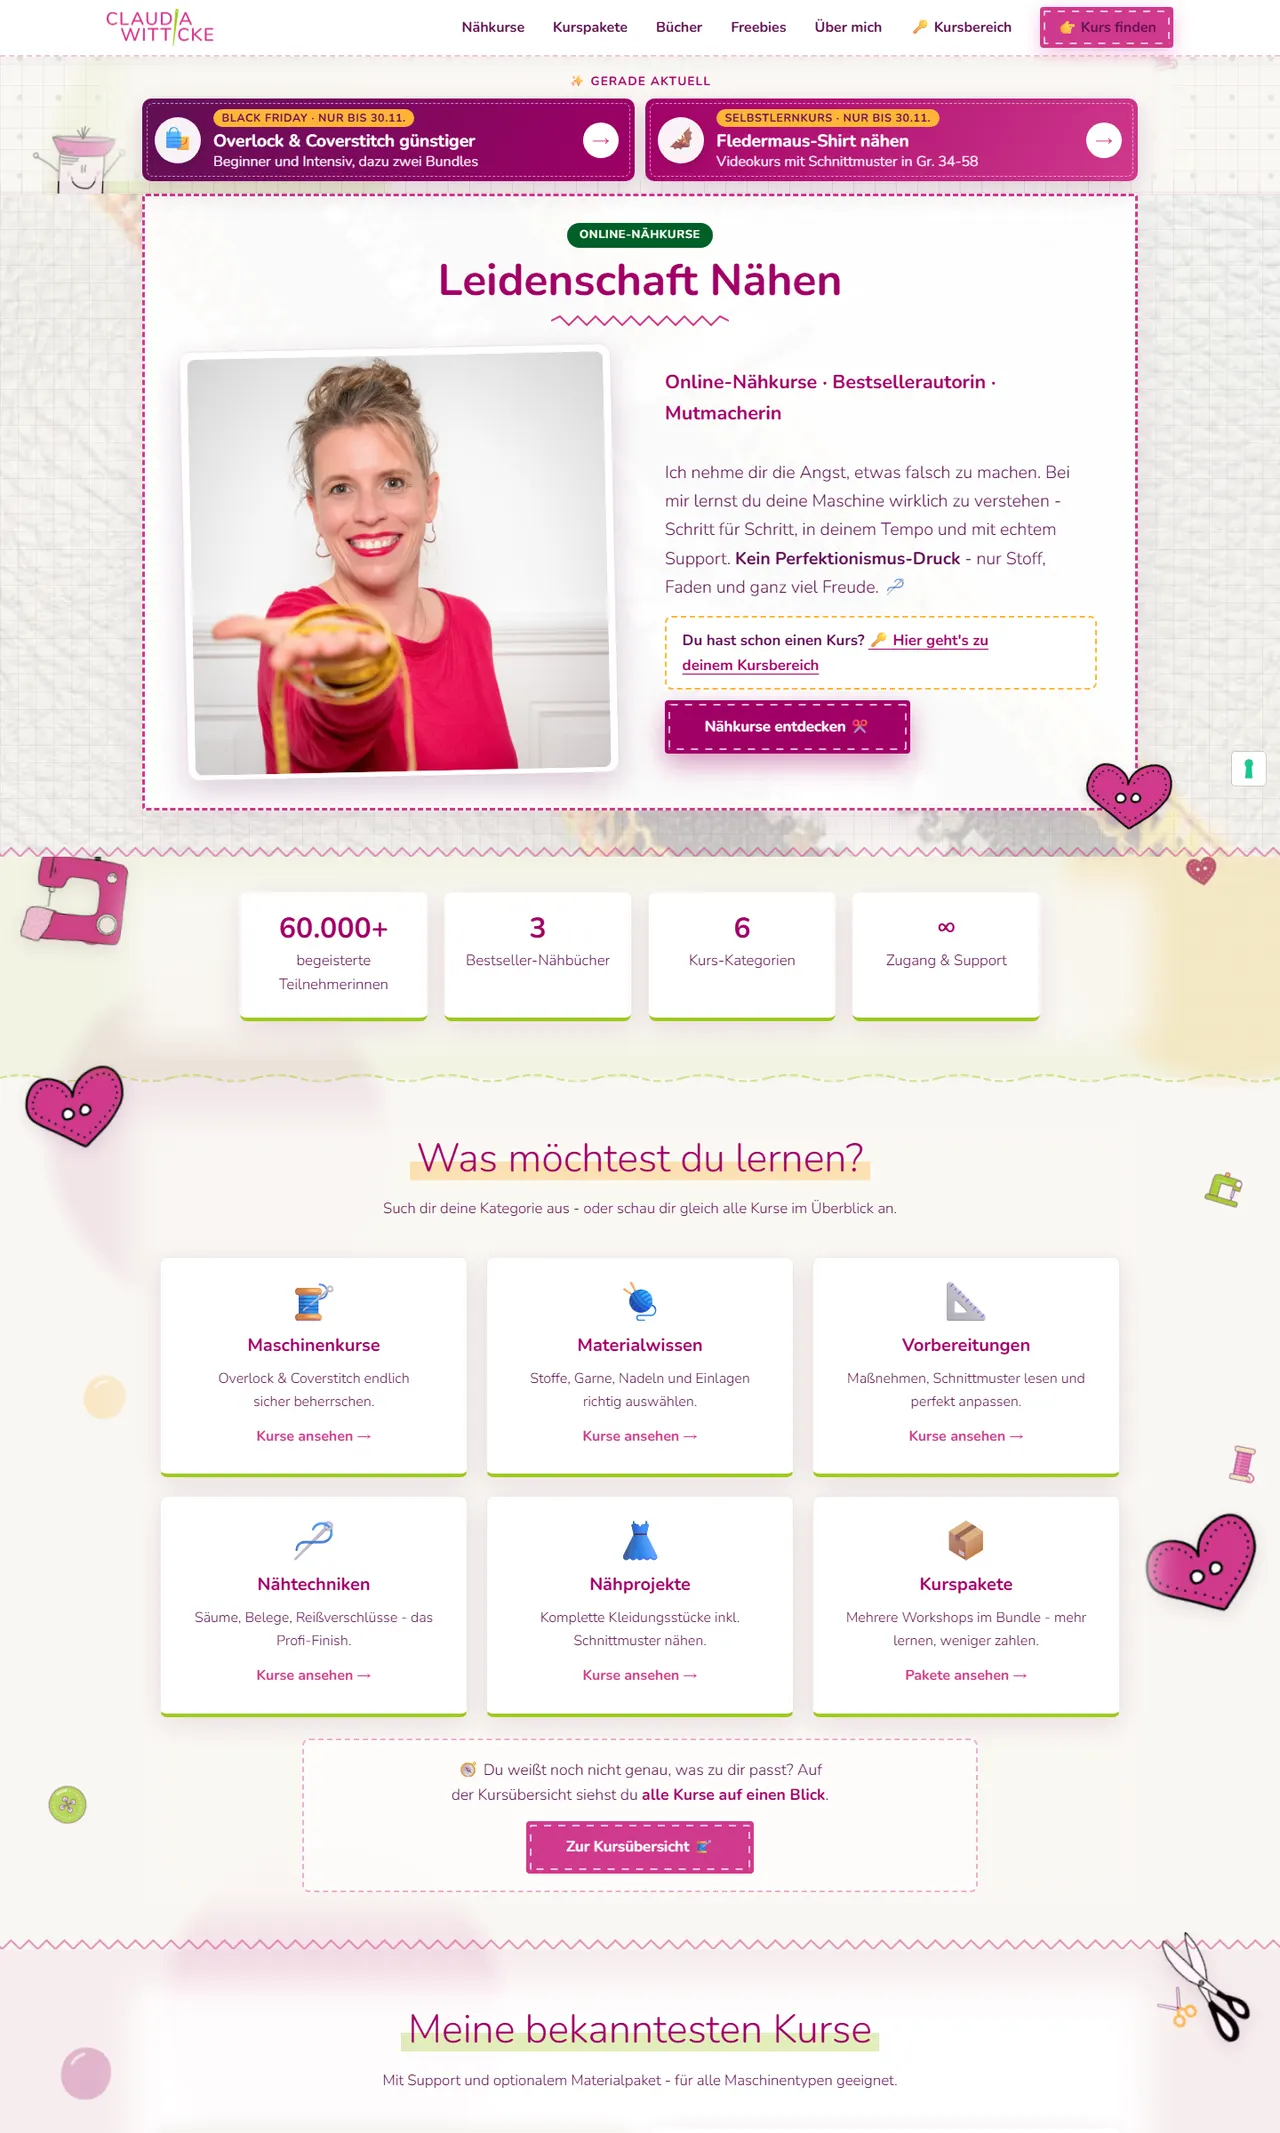 CLAUDIA
WITTICKE
Nähkurse
Kurspakete
Bücher
Freebies
Über mich
🔑 Kursbereich
👉 Kurs finden
✨ GERADE AKTUELL
BLACK FRIDAY · NUR BIS 30.11.
Overlock & Coverstitch günstiger
Beginner und Intensiv, dazu zwei Bundles
→
SELBSTLERNKURS · NUR BIS 30.11.
Fledermaus-Shirt nähen
Videokurs mit Schnittmuster in Gr. 34-58
→
ONLINE-NÄHKURSE
Leidenschaft Nähen
Online-Nähkurse · Bestsellerautorin ·
Mutmacherin
Ich nehme dir die Angst, etwas falsch zu machen. Bei
mir lernst du deine Maschine wirklich zu verstehen -
Schritt für Schritt, in deinem Tempo und mit echtem
Support. Kein Perfektionismus-Druck - nur Stoff,
Faden und ganz viel Freude. 🪡
Du hast schon einen Kurs? 🔑 Hier geht's zu
deinem Kursbereich
Nähkurse entdecken ✂️
60.000+
begeisterte
Teilnehmerinnen
3
Bestseller-Nähbücher
6
Kurs-Kategorien
∞
Zugang & Support
Was möchtest du lernen?
Such dir deine Kategorie aus - oder schau dir gleich alle Kurse im Überblick an.
Maschinenkurse
Overlock & Coverstitch endlich
sicher beherrschen.
Kurse ansehen →
Materialwissen
Stoffe, Garne, Nadeln und Einlagen
richtig auswählen.
Kurse ansehen →
Vorbereitungen
Maßnehmen, Schnittmuster lesen und
perfekt anpassen.
Kurse ansehen →
Nähtechniken
Säume, Belege, Reißverschlüsse - das
Profi-Finish.
Kurse ansehen →
Nähprojekte
Komplette Kleidungsstücke inkl.
Schnittmuster nähen.
Kurse ansehen →
Kurspakete
Mehrere Workshops im Bundle - mehr
lernen, weniger zahlen.
Pakete ansehen →
🧭 Du weißt noch nicht genau, was zu dir passt? Auf
der Kursübersicht siehst du alle Kurse auf einen Blick.
Zur Kursübersicht 🧵
Meine bekanntesten Kurse
Mit Support und optionalem Materialpaket - für alle Maschinentypen geeignet.